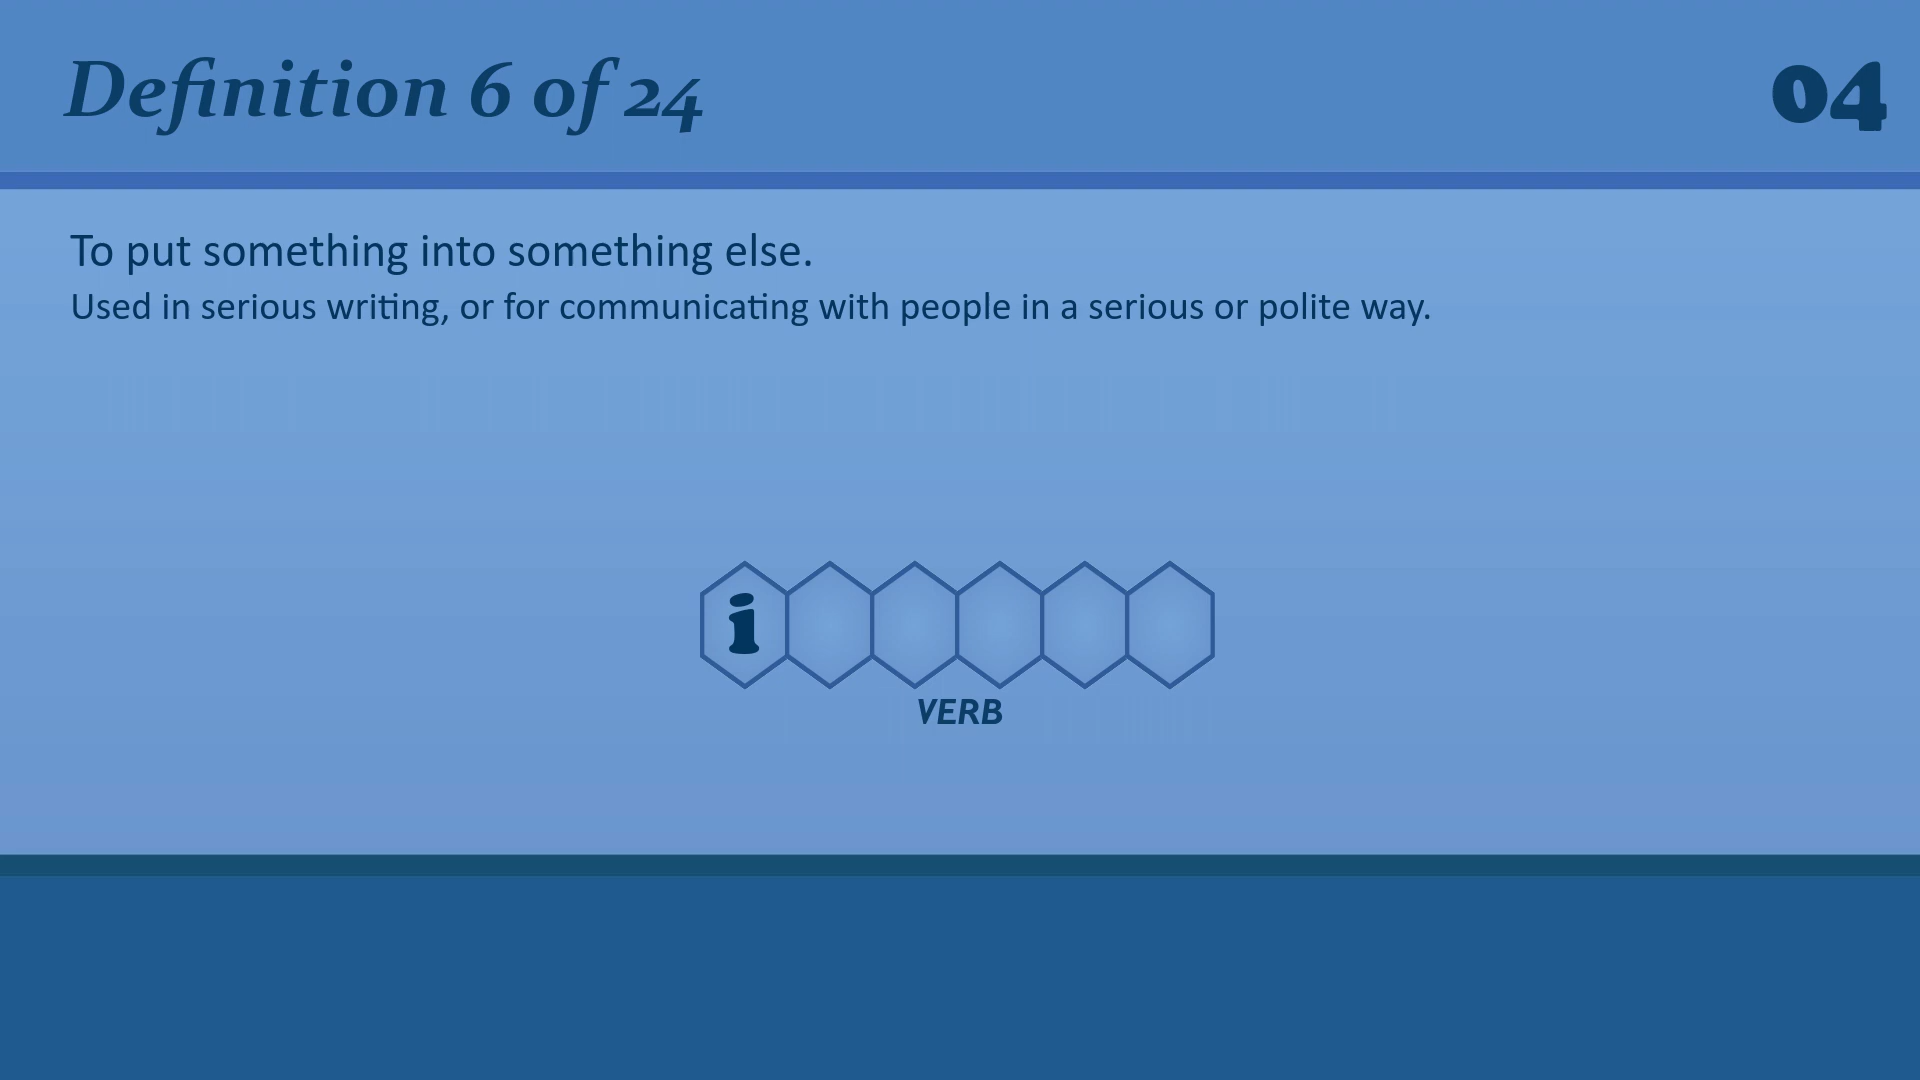 Definition 6 of 24
04
To put something into something else.
Used in serious writing, or for communicating with people in a serious or polite way.
i
VERB